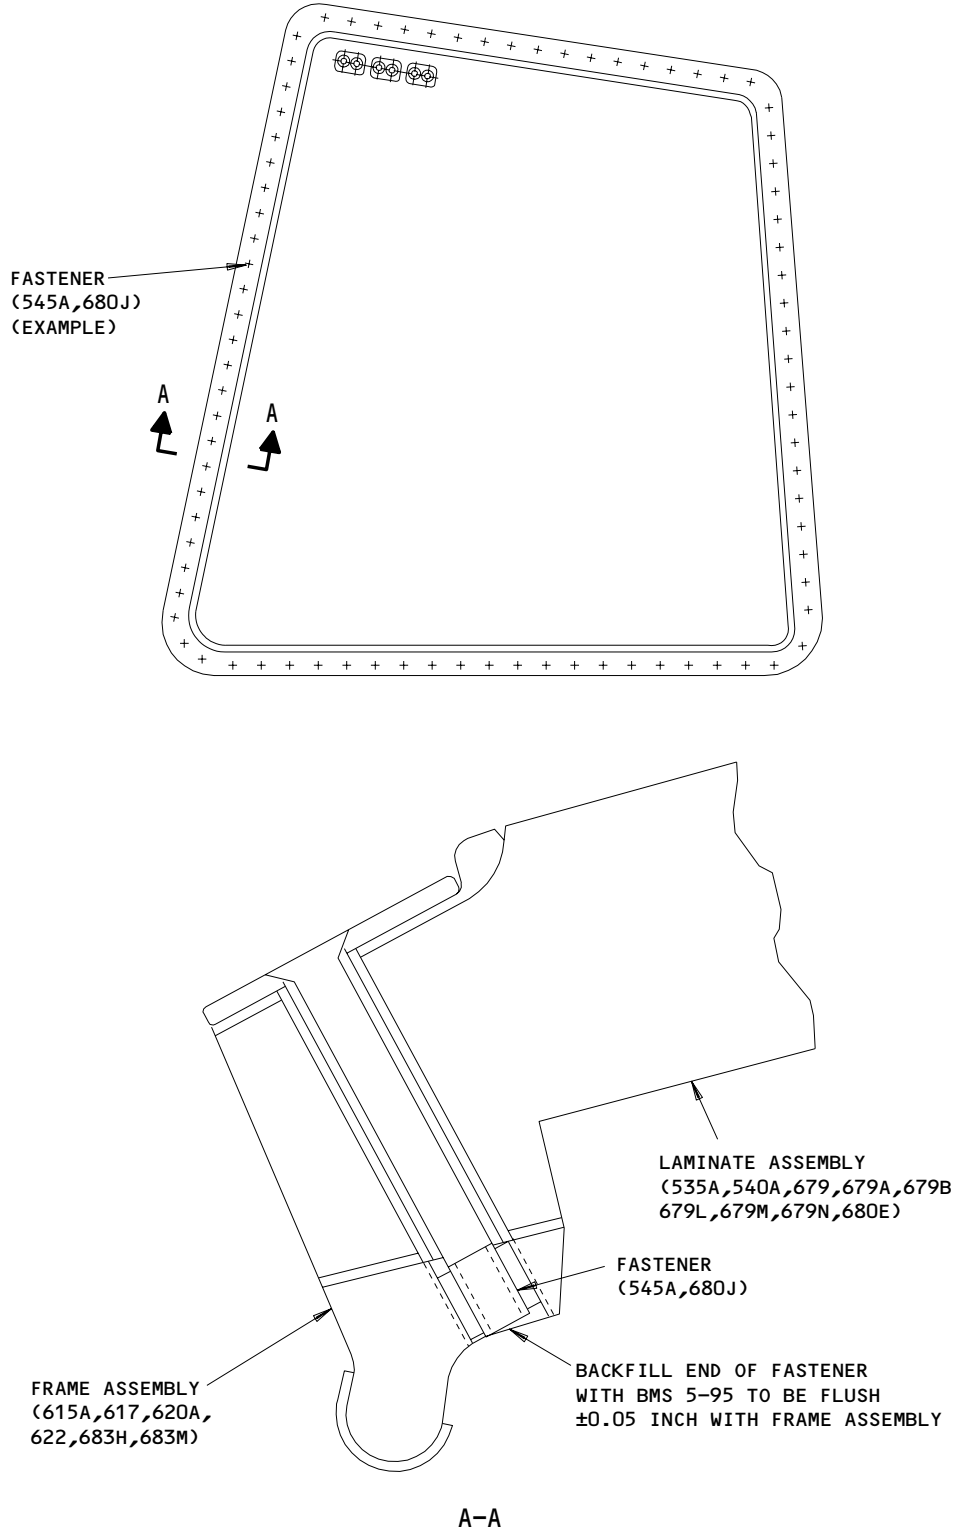 FASTENER
(545A,680J)
(EXAMPLE)
A
A
LAMINATE ASSEMBLY
(535A,540A,679,679A,679B
679L,679M,679N,680E)
FASTENER
(545A,680J)
BACKFILL END OF FASTENER
WITH BMS 5-95 TO BE FLUSH
±0.05 INCH WITH FRAME ASSEMBLY
FRAME ASSEMBLY
(615A,617,620A,
622,683H,683M)
A-A